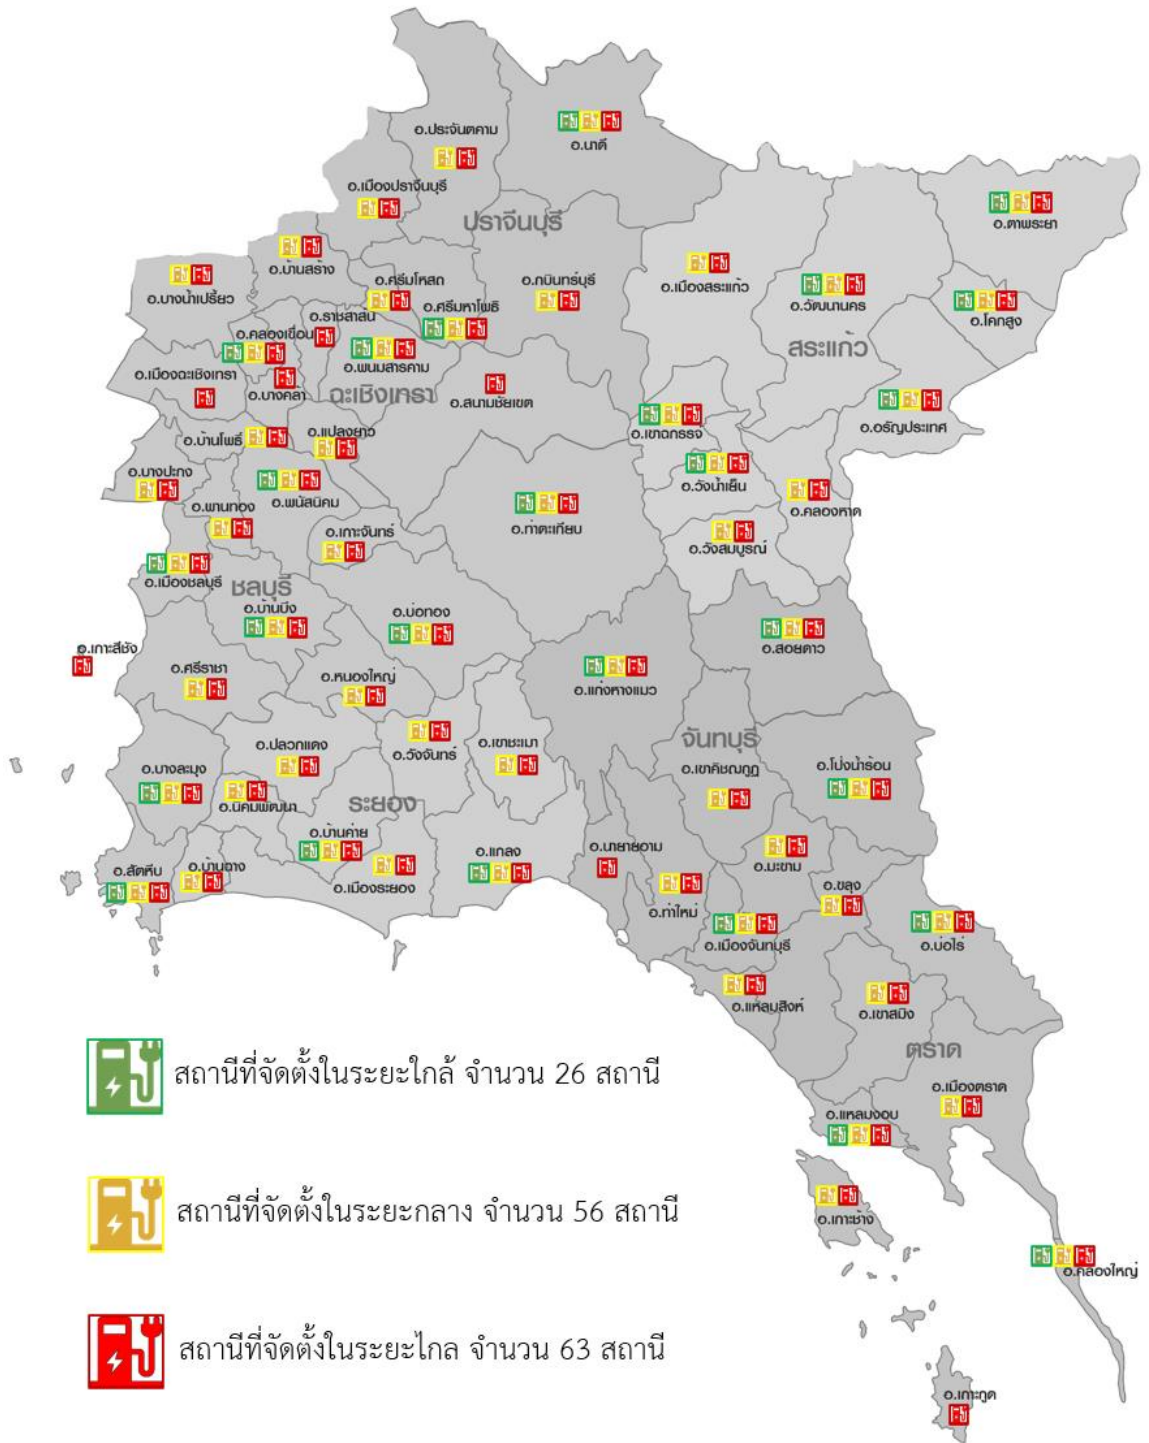 อ.ประจันตคาม
อ.นาดี
อ.เมืองปราจีนบุรี
ปราจีนบุรี
อ.ตาพระยา
อ.บ้านสร้าง
อ.ศรีมโหสถ
อ.กบินทร์บุรี
อ.เมืองสระแก้ว
อ.บางน้ำเปรี้ยว
อ.วัฒนานคร
อ.ราชสาส์น
อ.ศรีมหาโพธิ
อ.โคกสูง
อ.คลองเขื่อน
สระแก้ว
อ.พนมสารคาม
อ.เมืองฉะเชิงเทรา
อ.บางคล้า
ฉะเชิงเทรา
อ.สนามชัยเขต
อ.อรัญประเทศ
อ.บ้านโพธิ์
อ.แปลงยาว
อ.เขาฉกรรจ์
อ.บางปะกง
อ.วังน้ำเย็น
อ.พนัสนิคม
อ.พานทอง
อ.คลองหาด
อ.เกาะจันทร์
อ.ท่าตะเกียบ
อ.วังสมบูรณ์
อ.เมืองชลบุรี
ชลบุรี
อ.บ้านบึง
อ.บ่อทอง
อ.เกาะสีชัง
อ.สอยดาว
อ.ศรีราชา
อ.หนองใหญ่
อ.แก่งหางแมว
อ.ปลวกแดง
อ.วังจันทร์
อ.เขาชะเมา
จันทบุรี
อ.บางละมุง
อ.เขาคิชฌกูฏ
อ.โป่งน้ำร้อน
อ.นิคมพัฒนา
ระยอง
อ.บ้านค่าย
อ.นายายอาม
อ.สัตหีบ
อ.บ้านฉาง
อ.แกลง
อ.มะขาม
อ.เมืองระยอง
อ.ขลุง
อ.ท่าใหม่
อ.เมืองจันทบุรี
อ.บ่อไร่
อ.แหลมสิงห์
อ.เขาสมิง
ตราด
สถานีที่จัดตั้งในระยะใกล้ จำนวน 26 สถานี
อ.เมืองตราด
อ.แหลมงอบ
สถานีที่จัดตั้งในระยะกลาง จำนวน 56 สถานี
อ.เกาะช้าง
อ.คลองใหญ่
สถานีที่จัดตั้งในระยะไกล จำนวน 63 สถานี
อ.เกาะกูด